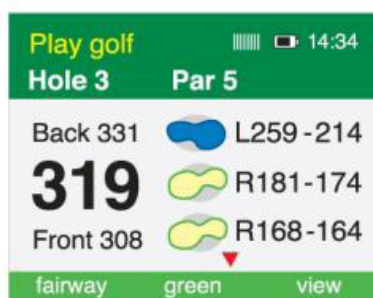 Play golf 14:34
Hole 3 Par 5
Back 331 L259-214
319 R181-174
Front 308 R168-164
fairway green view